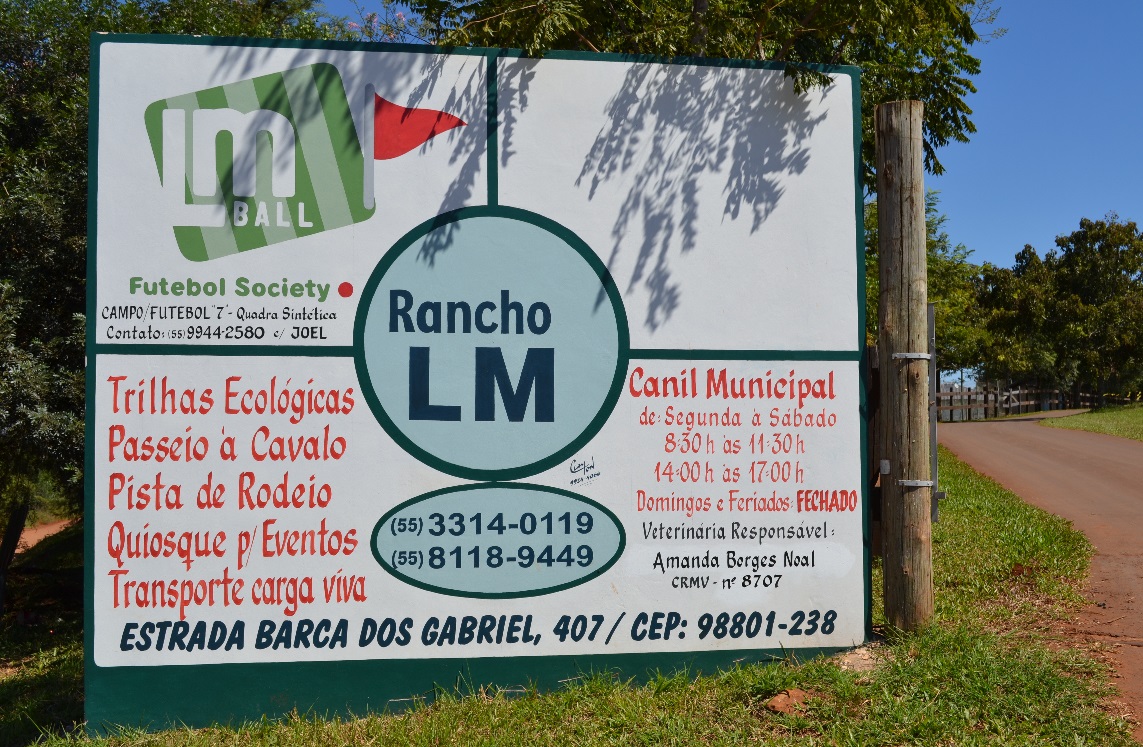 LM
BALL
Futebol Society
CAMPO/FUTEBOL "7" - Quadra Sintética
Contato: (55) 9944-2580 c/ JOEL
Rancho
LM
Trilhas Ecológicas
Passeio à Cavalo
Pista de Rodeio
Quiosque p/ Eventos
Transporte carga viva
(55) 3314-0119
(55) 8118-9449
Canil Municipal
de: Segunda à Sábado
8:30 h às 11:30 h
14:00 h às 17:00 h
Domingos e Feriados: FECHADO
Veterinária Responsável:
Amanda Borges Noal
CRMV - nº 8707
ESTRADA BARCA DOS GABRIEL, 407 / CEP: 98801-238